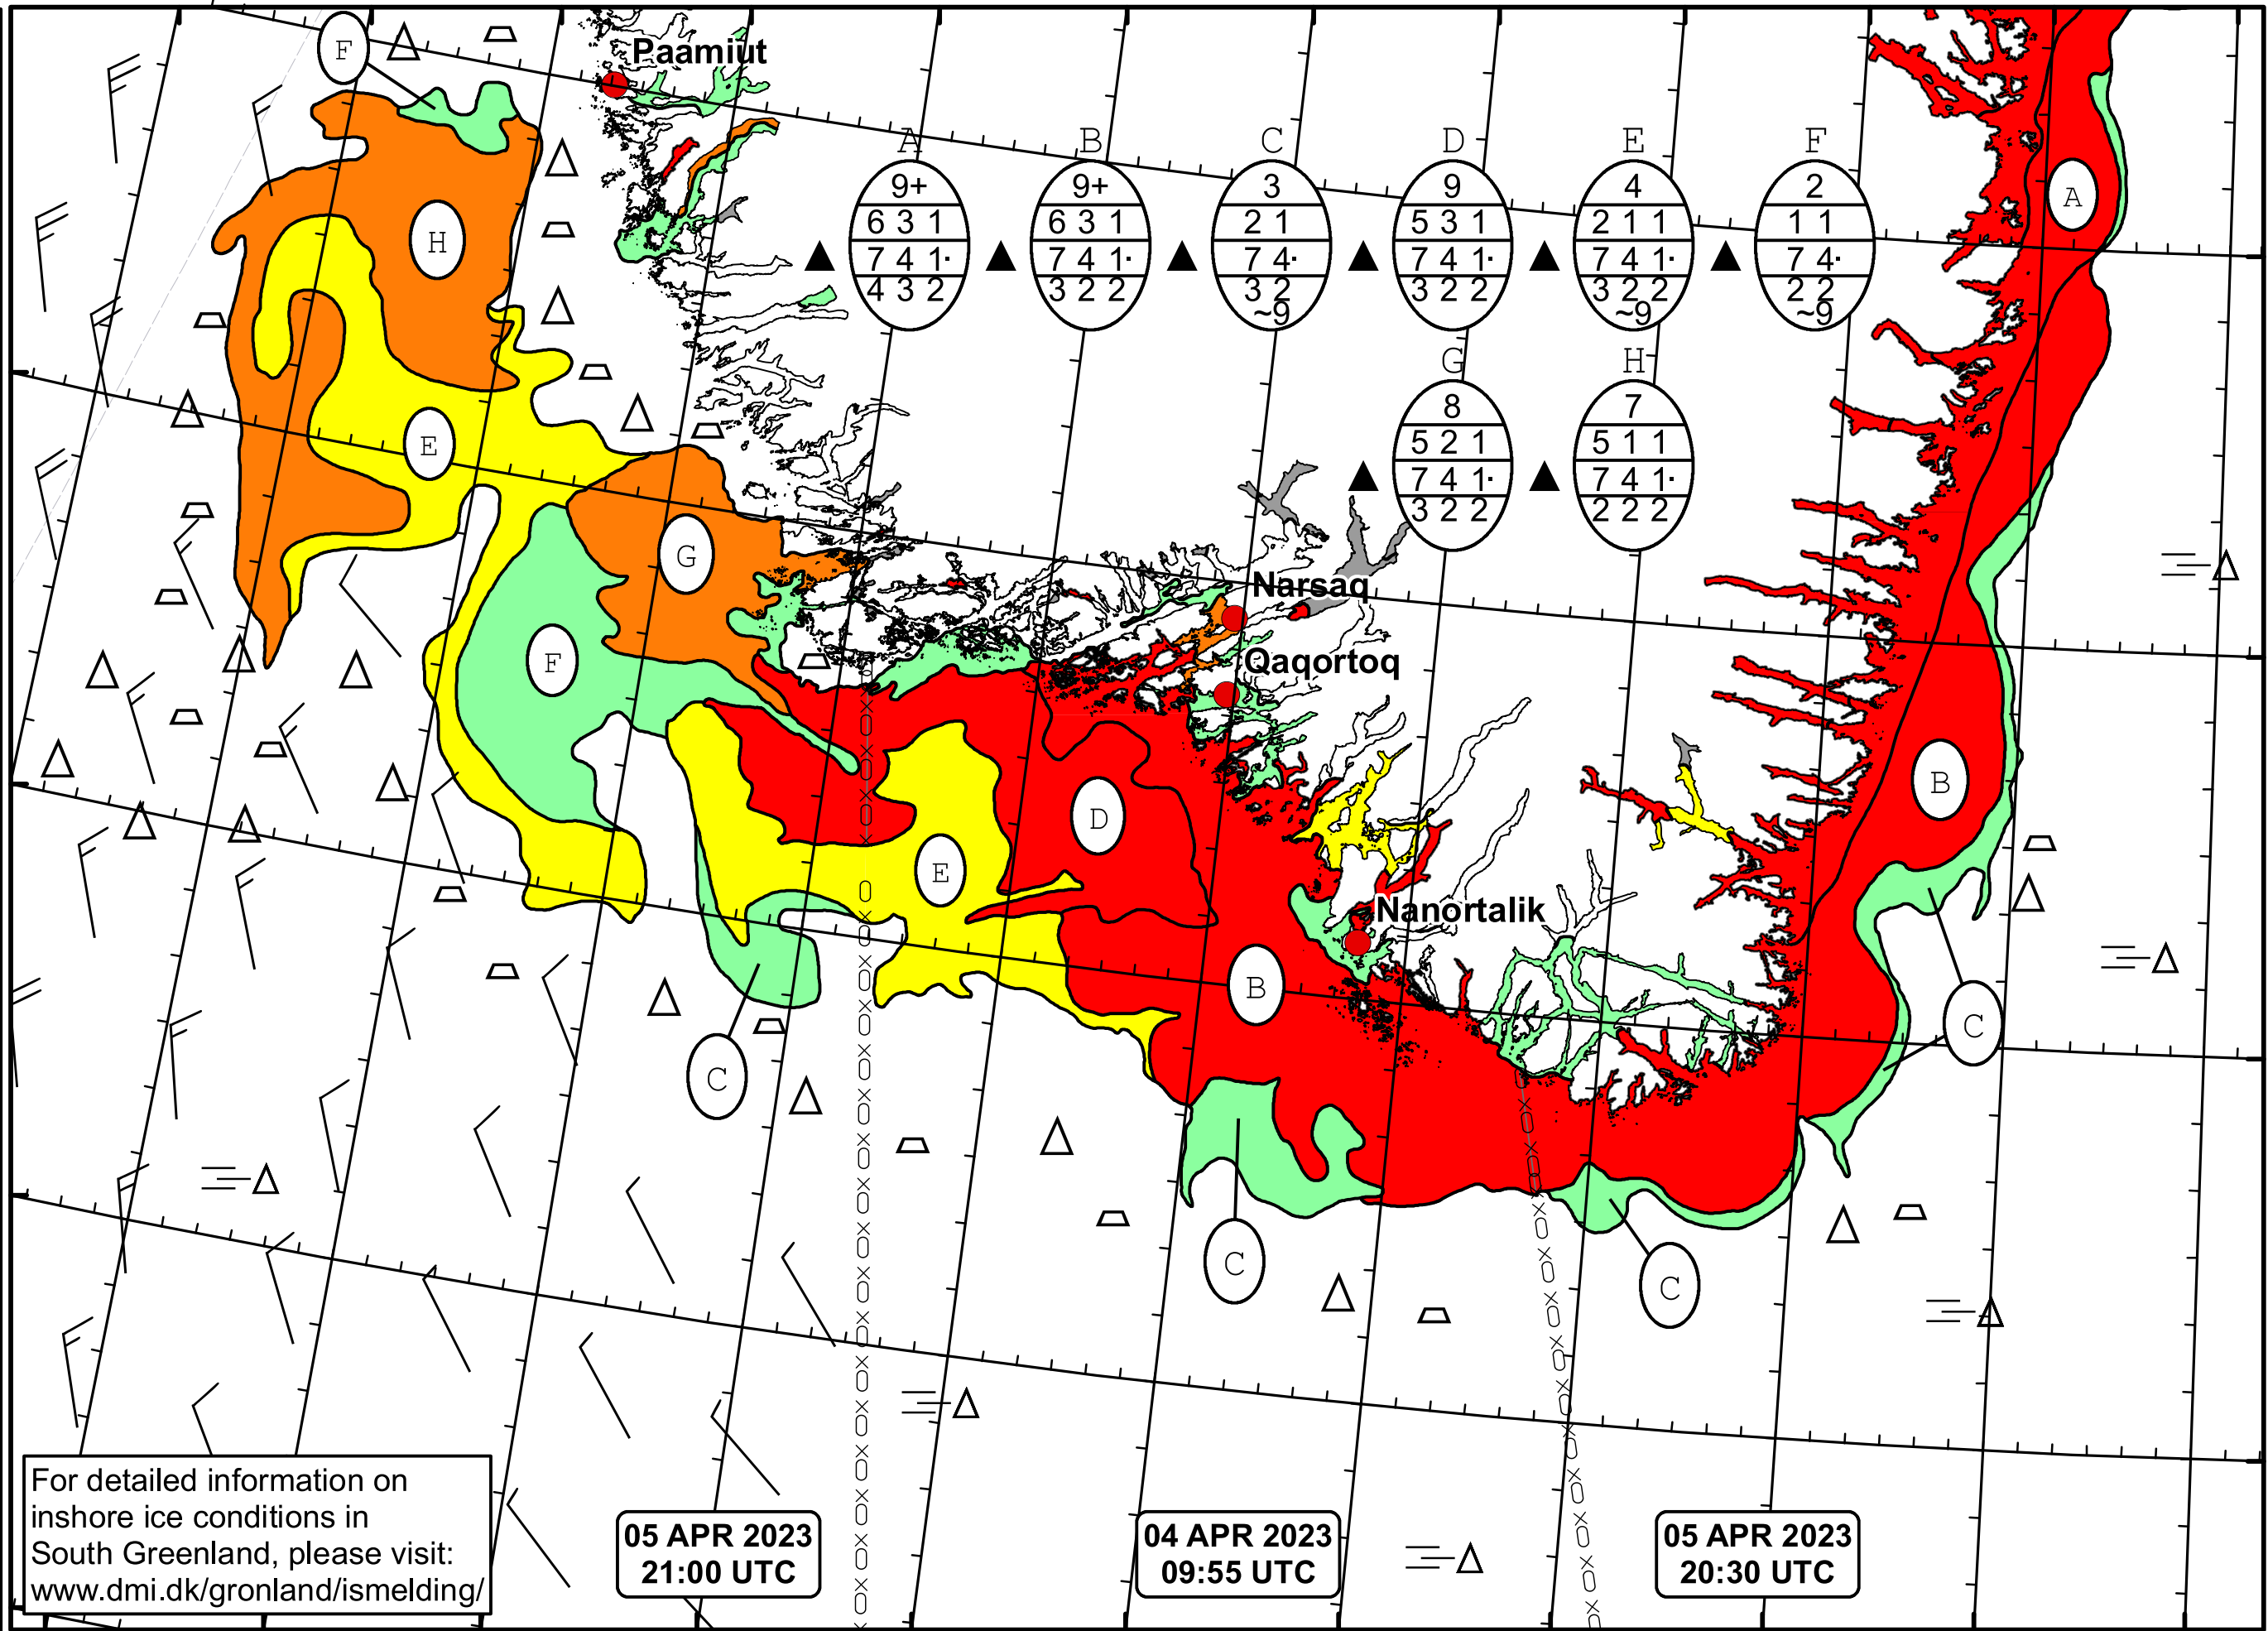 F
Paamiut
A B C D E F
9+ 9+ 3 9 4 2
6 3 1 6 3 1 2 1 5 3 1 2 1 1 1 1
7 4 1· 7 4 1· 7 4· 7 4 1· 7 4 1· 7 4·
4 3 2 3 2 2 3 2 3 2 2 3 2 2 2 2
~9 ~9 ~9
A
H
G H
8 7
5 2 1 5 1 1
7 4 1· 7 4 1·
3 2 2 2 2 2
E
G
Narsaq
F
Qaqortoq
B
D
E
Nanortalik
B
C
C
C
C
For detailed information on
inshore ice conditions in
South Greenland, please visit:
www.dmi.dk/gronland/ismelding/
05 APR 2023
21:00 UTC
04 APR 2023
09:55 UTC
05 APR 2023
20:30 UTC